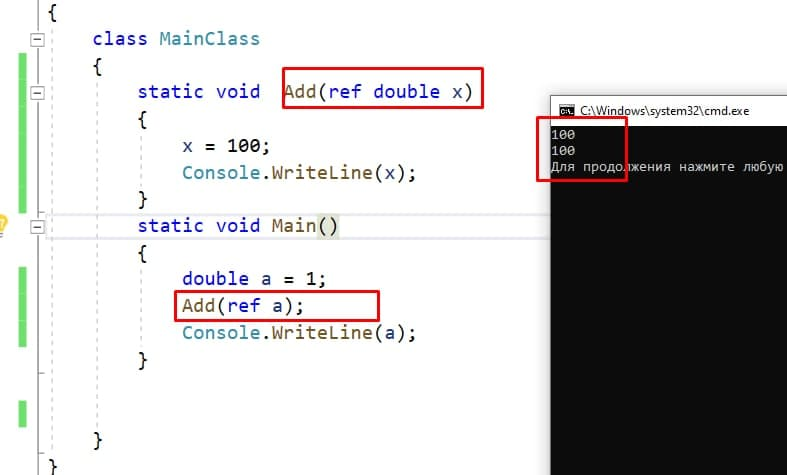 {
class MainClass
{
static void Add(ref double x)
{
x = 100;
Console.WriteLine(x);
}
static void Main()
{
double a = 1;
Add(ref a);
Console.WriteLine(a);
}
}
}
C:\Windows\system32\cmd.exe
100
100
Для продолжения нажмите любую